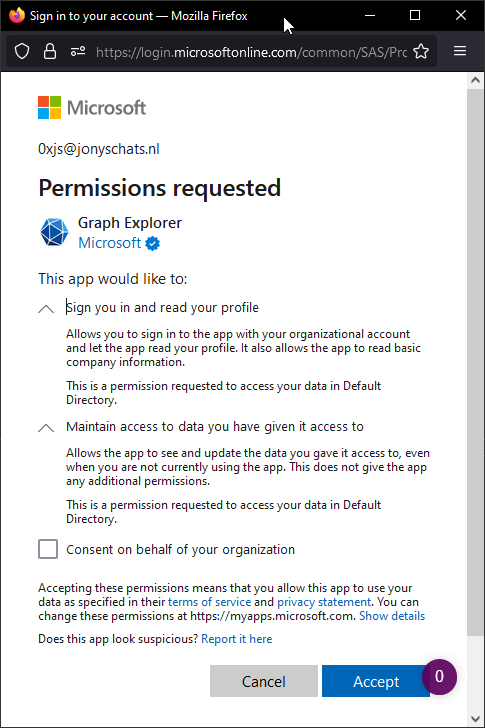 Sign in to your account — Mozilla Firefox
https://login.microsoftonline.com/common/SAS/Pro
Microsoft
0xjs@jonyschats.nl
Permissions requested
Graph Explorer
Microsoft
This app would like to:
Sign you in and read your profile
Allows you to sign in to the app with your organizational account
and let the app read your profile. It also allows the app to read basic
company information.
This is a permission requested to access your data in Default
Directory.
Maintain access to data you have given it access to
Allows the app to see and update the data you gave it access to, even
when you are not currently using the app. This does not give the app
any additional permissions.
This is a permission requested to access your data in Default
Directory.
Consent on behalf of your organization
Accepting these permissions means that you allow this app to use your
data as specified in their terms of service and privacy statement. You can
change these permissions at https://myapps.microsoft.com. Show details
Does this app look suspicious? Report it here
Cancel
Accept
0